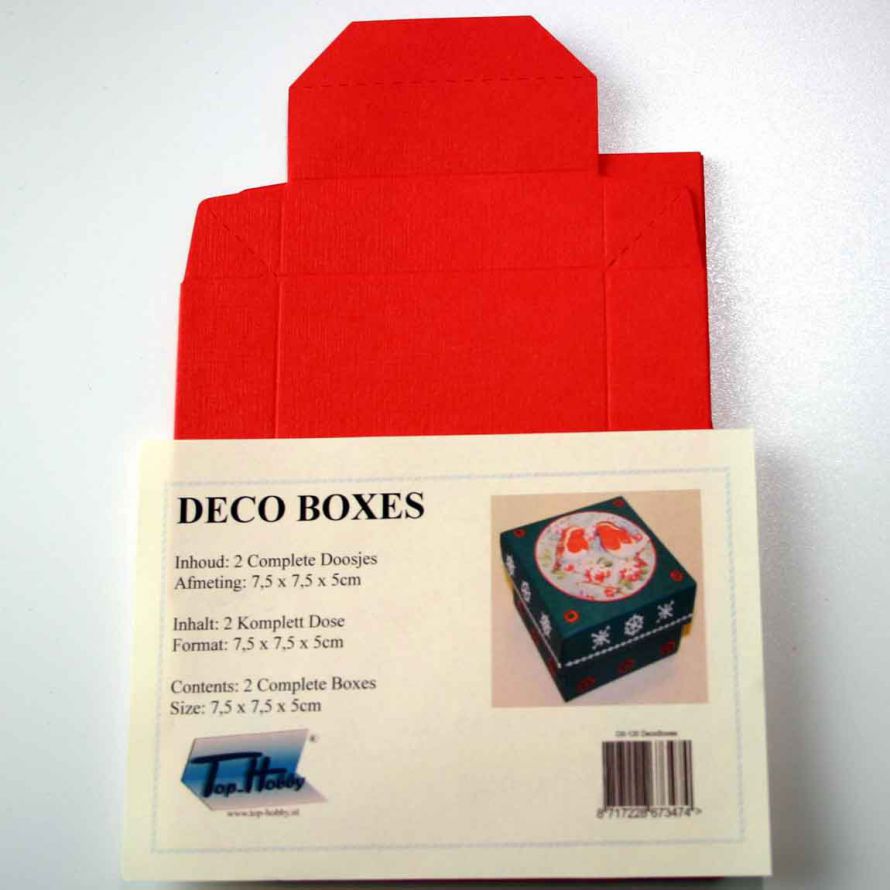 DECO BOXES
Inhoud: 2 Complete Doosjes
Afmeting: 7,5 x 7,5 x 5cm
Inhalt: 2 Komplett Dose
Format: 7,5 x 7,5 x 5cm
Contents: 2 Complete Boxes
Size: 7,5 x 7,5 x 5cm
Top-Hobby ®
www.top-hobby.nl
DecoBoxes
8 717228 673474 >